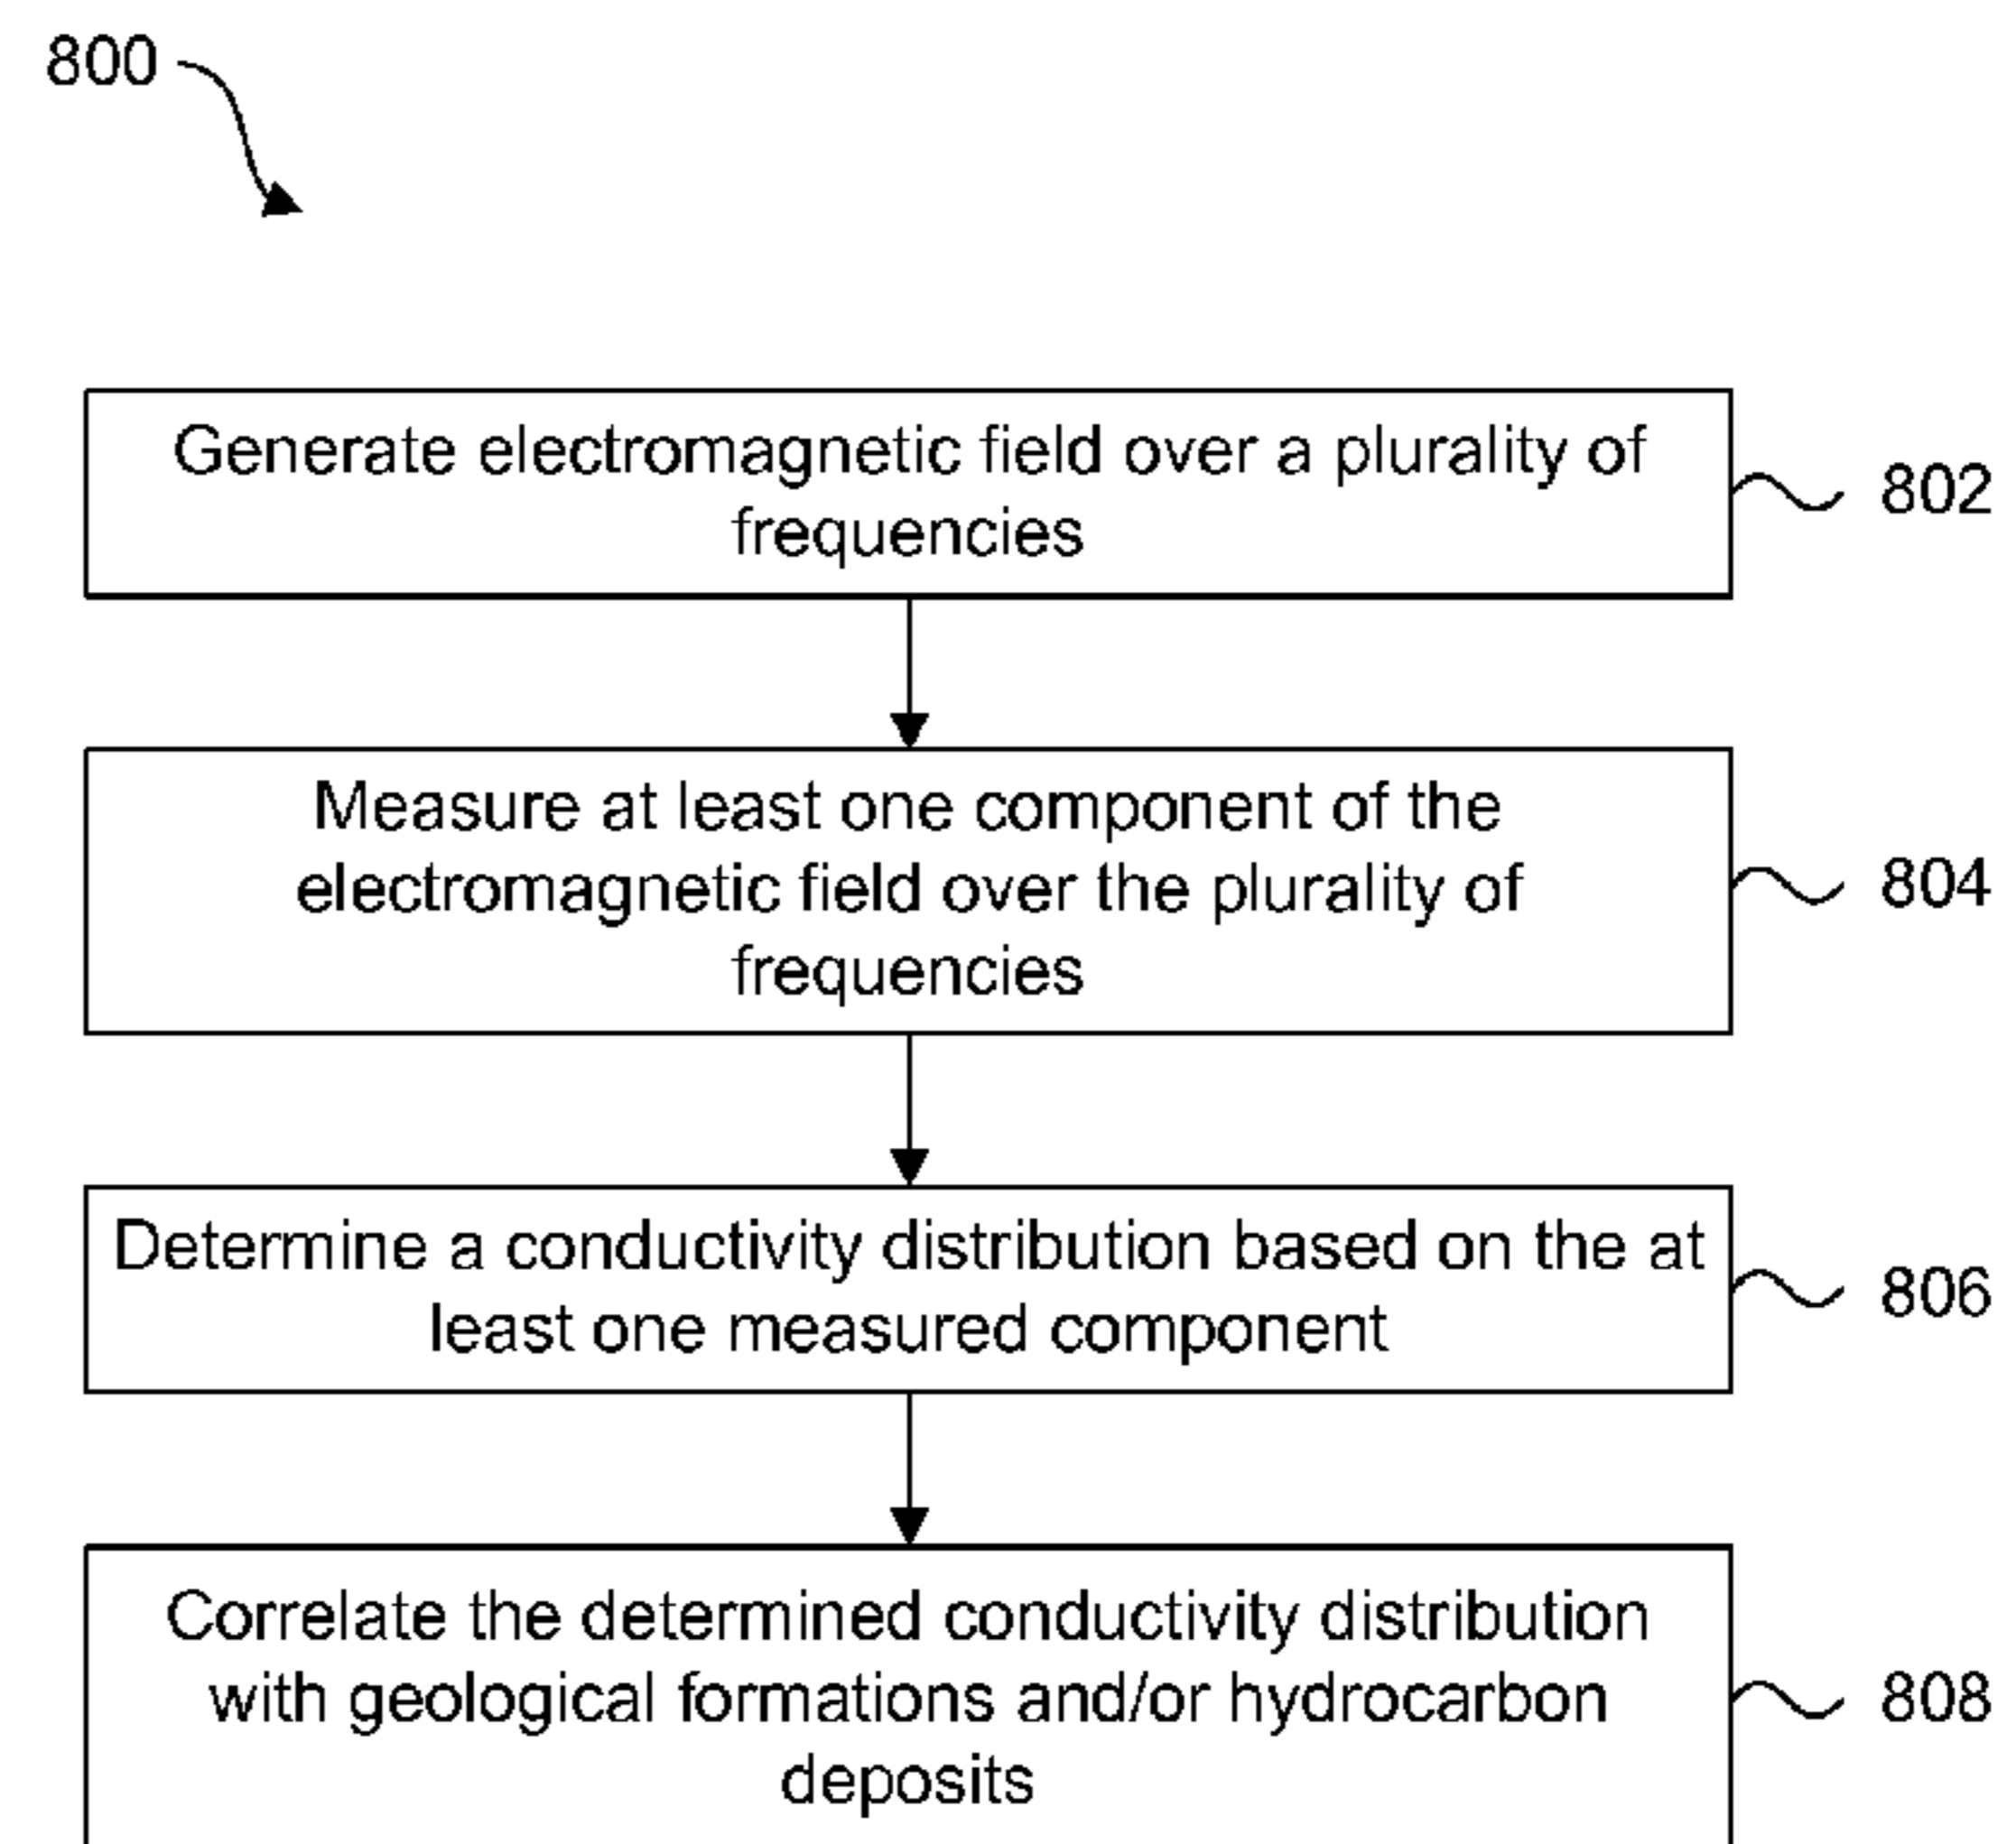 800
Generate electromagnetic field over a plurality of
frequencies
802
Measure at least one component of the
electromagnetic field over the plurality of
frequencies
804
Determine a conductivity distribution based on the at
least one measured component
806
Correlate the determined conductivity distribution
with geological formations and/or hydrocarbon
deposits
808